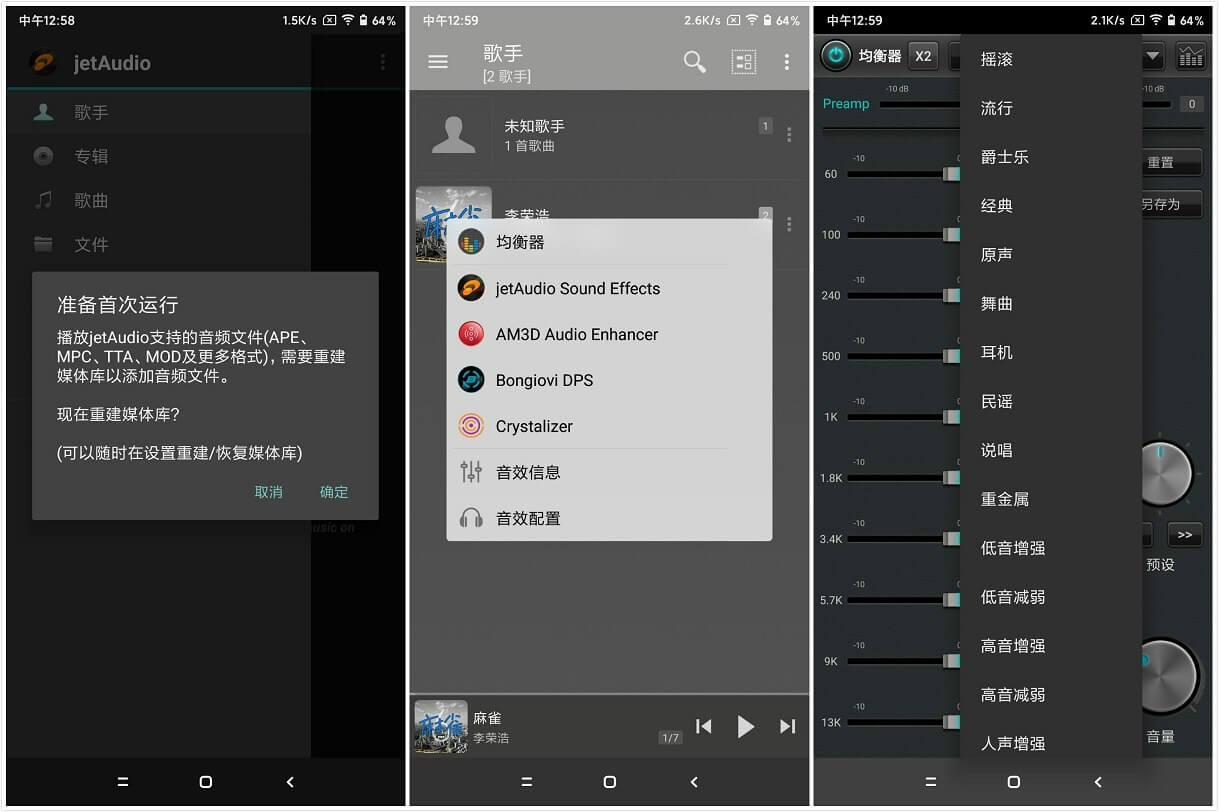 中午12:58
1.5K/s
64%
jetAudio
歌手
专辑
歌曲
文件
准备首次运行
播放jetAudio支持的音频文件(APE、
MPC、TTA、MOD及更多格式), 需要重建
媒体库以添加音频文件。
现在重建媒体库?
(可以随时在设置重建/恢复媒体库)
取消
确定
music on
中午12:59
2.6K/s
64%
歌手
[2 歌手]
未知歌手
1 首歌曲
1
李荣浩
2
均衡器
jetAudio Sound Effects
AM3D Audio Enhancer
Bongiovi DPS
Crystalizer
音效信息
音效配置
麻雀
李荣浩
1/7
中午12:59
2.1K/s
64%
均衡器
X2
Preamp
-10 dB
-10 dB
0
60
-10
0
100
-10
0
240
-10
0
500
-10
0
1K
-10
0
1.8K
-10
0
3.4K
-10
0
5.7K
-10
0
9K
-10
0
13K
-10
0
摇滚
流行
爵士乐
经典
原声
舞曲
耳机
民谣
说唱
重金属
低音增强
低音减弱
高音增强
高音减弱
人声增强
重置
另存为
>>
预设
音量